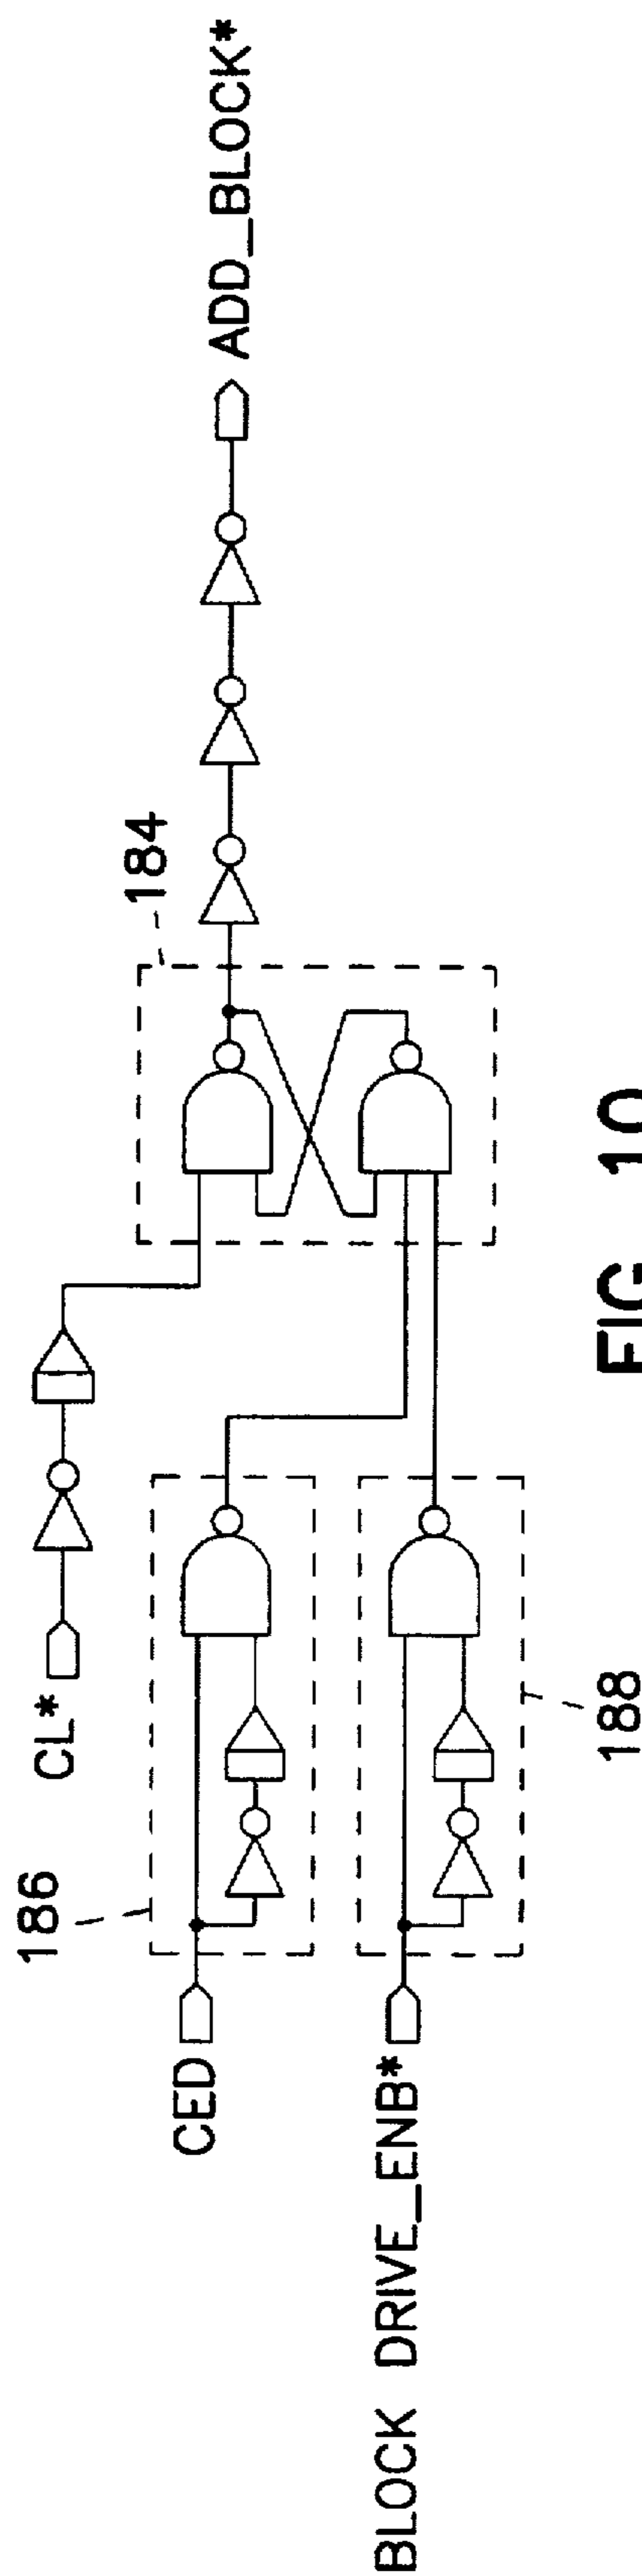 CL*
186
CED
BLOCK DRIVE_ENB*
188
184
ADD_BLOCK*
FIG 10